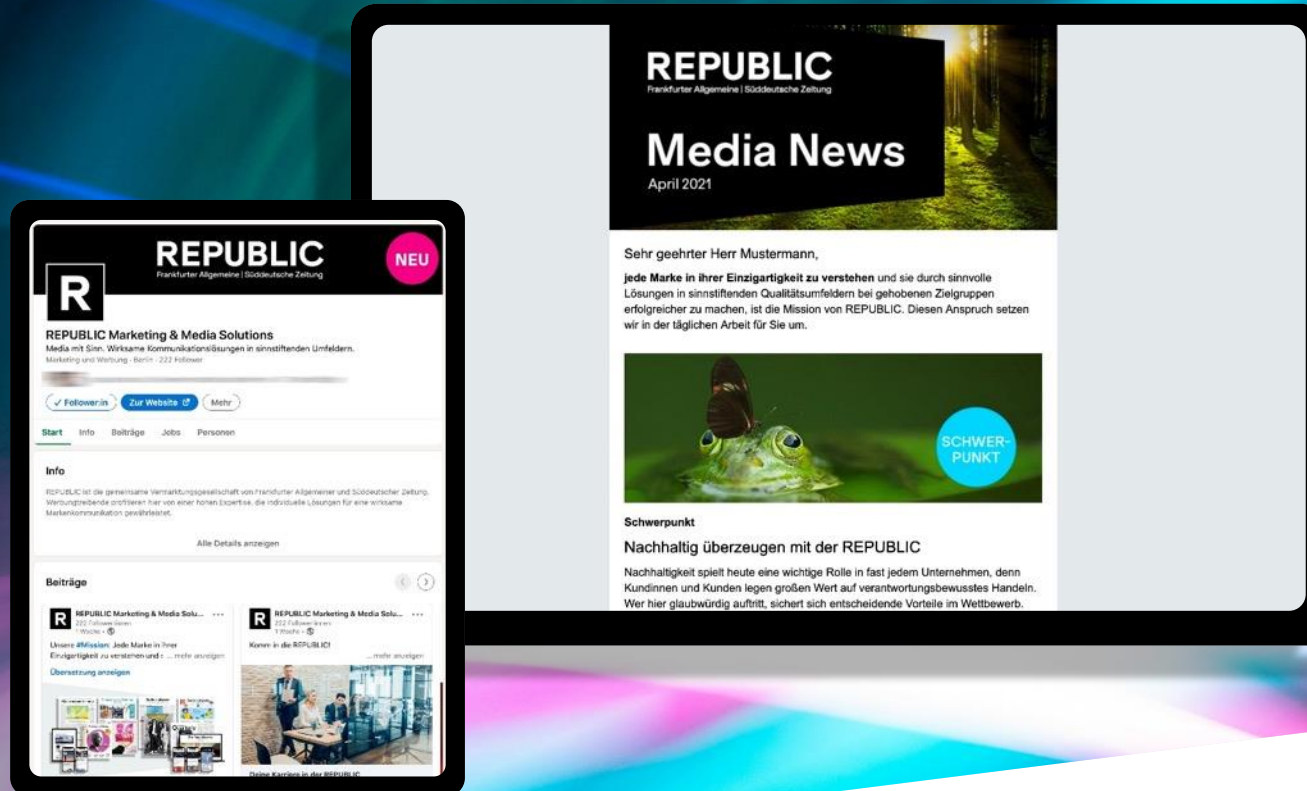 REPUBLIC
Frankfurter Allgemeine | Süddeutsche Zeitung
NEU
R
REPUBLIC Marketing & Media Solutions
Media mit Sinn. Wirksame Kommunikationslösungen in sinnstiftenden Umfeldern.
Marketing und Werbung · Berlin · 222 Follower
✓ Follower:in
Zur Website
Mehr
Start Info Beiträge Jobs Personen
Info
REPUBLIC ist die gemeinsame Vermarktungsgesellschaft von Frankfurter Allgemeiner und Süddeutscher Zeitung.
Werbungtreibende profitieren hier von einer hohen Expertise, die individuelle Lösungen für eine wirksame
Markenkommunikation gewährleistet.
Alle Details anzeigen
Beiträge
R
REPUBLIC Marketing & Media Solu... ...
222 Follower:innen
1 Woche •
Unsere #Mission: Jede Marke in ihrer
Einzigartigkeit zu verstehen und s ... mehr anzeigen
Übersetzung anzeigen
R
REPUBLIC Marketing & Media Solu... ...
222 Follower:innen
1 Woche •
Komm in die REPUBLIC!
... mehr anzeigen
Deine Karriere in der REPUBLIC
REPUBLIC
Frankfurter Allgemeine | Süddeutsche Zeitung
Media News
April 2021
Sehr geehrter Herr Mustermann,
jede Marke in ihrer Einzigartigkeit zu verstehen und sie durch sinnvolle
Lösungen in sinnstiftenden Qualitätsumfeldern bei gehobenen Zielgruppen
erfolgreicher zu machen, ist die Mission von REPUBLIC. Diesen Anspruch setzen
wir in der täglichen Arbeit für Sie um.
SCHWER-
PUNKT
Schwerpunkt
Nachhaltig überzeugen mit der REPUBLIC
Nachhaltigkeit spielt heute eine wichtige Rolle in fast jedem Unternehmen, denn
Kundinnen und Kunden legen großen Wert auf verantwortungsbewusstes Handeln.
Wer hier glaubwürdig auftritt, sichert sich entscheidende Vorteile im Wettbewerb.